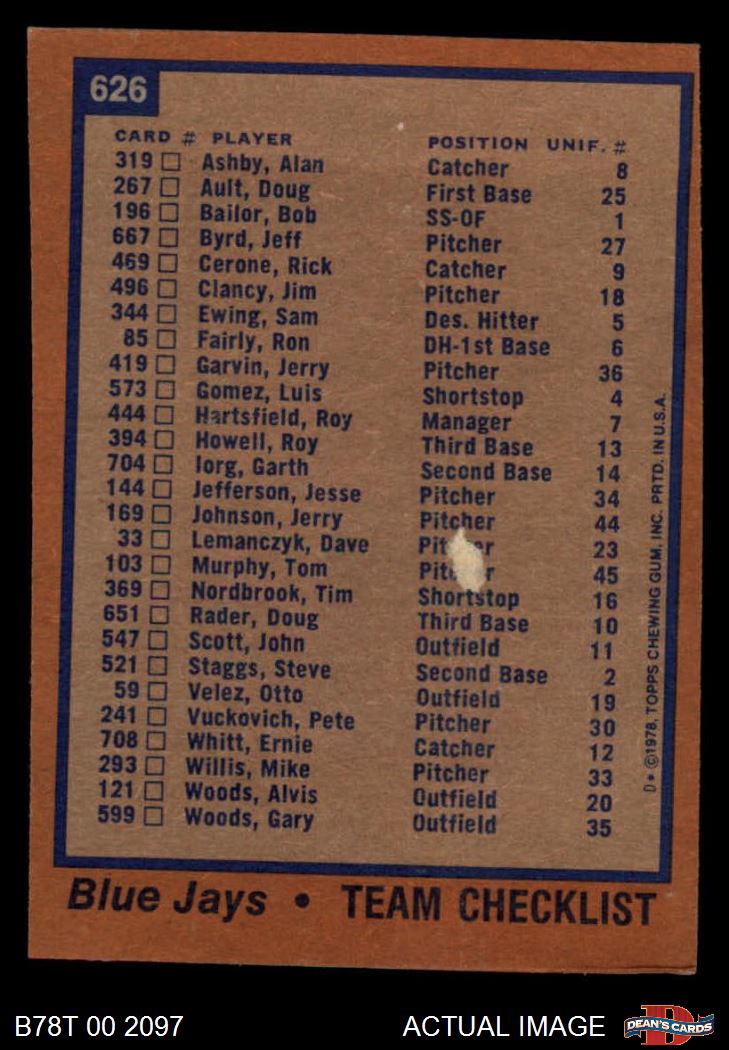 626
CARD # PLAYER POSITION UNIF. #
319 Ashby, Alan Catcher 8
267 Ault, Doug First Base 25
196 Bailor, Bob SS-OF 1
667 Byrd, Jeff Pitcher 27
469 Cerone, Rick Catcher 9
496 Clancy, Jim Pitcher 18
344 Ewing, Sam Des. Hitter 5
85 Fairly, Ron DH-1st Base 6
419 Garvin, Jerry Pitcher 36
573 Gomez, Luis Shortstop 4
444 Hartsfield, Roy Manager 7
394 Howell, Roy Third Base 13
704 Iorg, Garth Second Base 14
144 Jefferson, Jesse Pitcher 34
169 Johnson, Jerry Pitcher 44
33 Lemanczyk, Dave Pitcher 23
103 Murphy, Tom Pitcher 45
369 Nordbrook, Tim Shortstop 16
651 Rader, Doug Third Base 10
547 Scott, John Outfield 11
521 Staggs, Steve Second Base 2
59 Velez, Otto Outfield 19
241 Vuckovich, Pete Pitcher 30
708 Whitt, Ernie Catcher 12
293 Willis, Mike Pitcher 33
121 Woods, Alvis Outfield 20
599 Woods, Gary Outfield 35
D* ©1978, TOPPS CHEWING GUM, INC. PRTD. IN U.S.A.
Blue Jays • TEAM CHECKLIST
B78T 00 2097 ACTUAL IMAGE DEAN'S CARDS